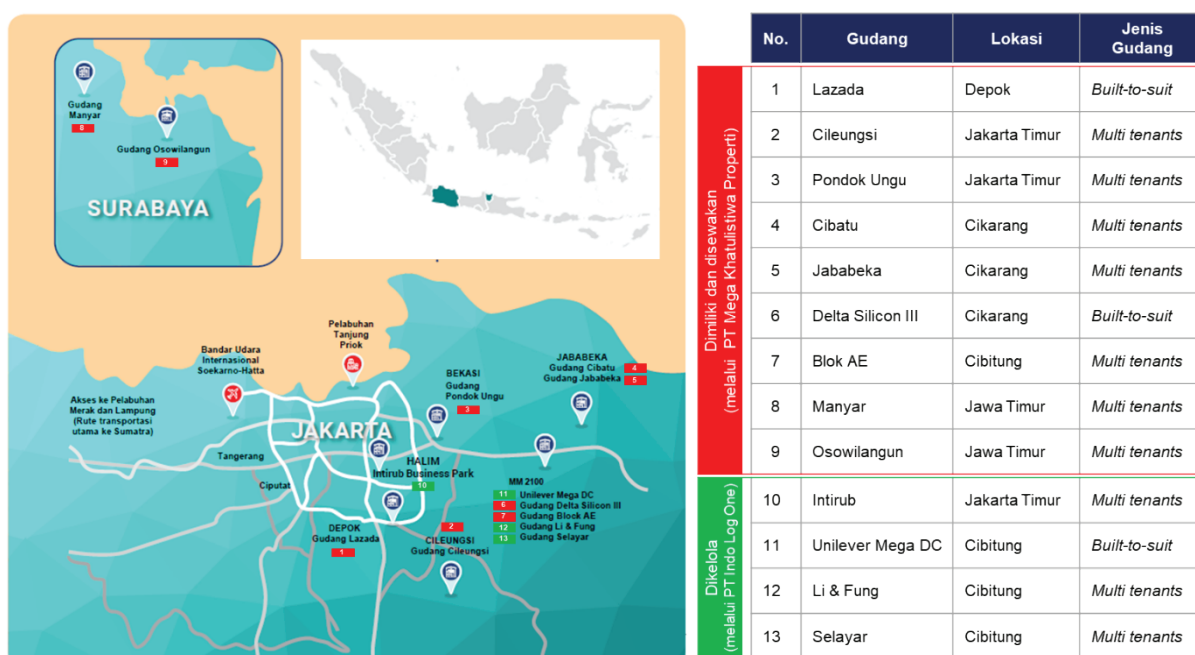 Gudang
Manyar
8
Gudang Osowilangun
9
SURABAYA
Pelabuhan
Tanjung
Priok
Bandar Udara
Internasional
Soekarno-Hatta
Akses ke Pelabuhan
Merak dan Lampung
(Rute transportasi
utama ke Sumatra)
Tangerang
Ciputat
JAKARTA
BEKASI
Gudang
Pondok Ungu
3
JABABEKA
Gudang Cibatu 4
Gudang Jababeka 5
HALIM
Intirub Business Park
10
MM 2100
11 Unilever Mega DC
6 Gudang Delta Silicon III
7 Gudang Block AE
12 Gudang Li & Fung
13 Gudang Selayar
DEPOK
Gudang Lazada
1
2
CILEUNGSI
Gudang Cileungsi
No. Gudang Lokasi Jenis Gudang
Dimiliki dan disewakan
(melalui PT Mega Khatulistiwa Properti)
1 Lazada Depok Built-to-suit
2 Cileungsi Jakarta Timur Multi tenants
3 Pondok Ungu Jakarta Timur Multi tenants
4 Cibatu Cikarang Multi tenants
5 Jababeka Cikarang Multi tenants
6 Delta Silicon III Cikarang Built-to-suit
7 Blok AE Cibitung Multi tenants
8 Manyar Jawa Timur Multi tenants
9 Osowilangun Jawa Timur Multi tenants
Dikelola
(melalui PT Indo Log One)
10 Intirub Jakarta Timur Multi tenants
11 Unilever Mega DC Cibitung Built-to-suit
12 Li & Fung Cibitung Multi tenants
13 Selayar Cibitung Multi tenants